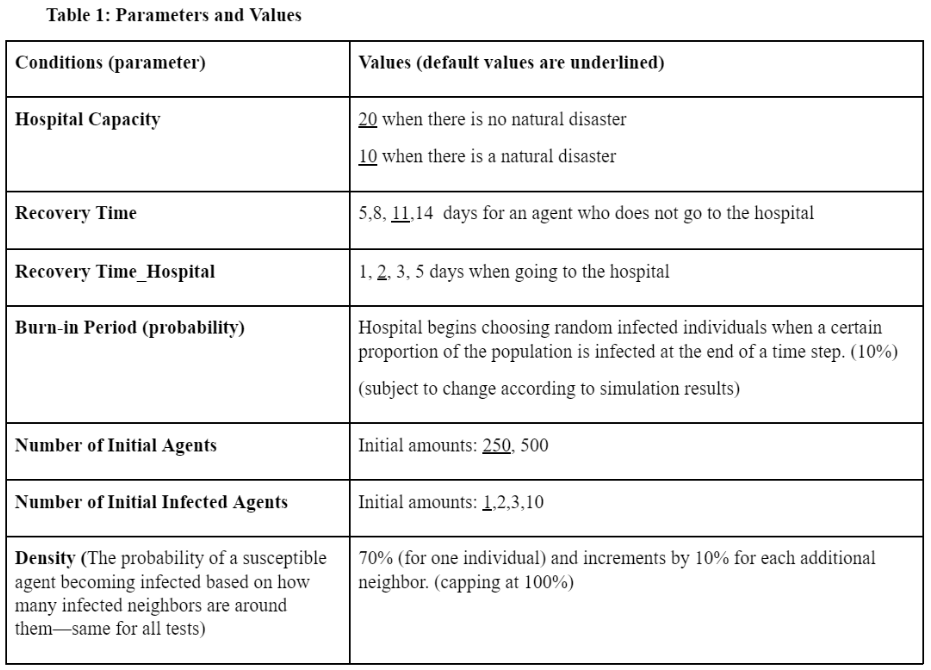 Table 1: Parameters and Values
Conditions (parameter)
Values (default values are underlined)
Hospital Capacity
20 when there is no natural disaster
10 when there is a natural disaster
Recovery Time
5,8, 11,14 days for an agent who does not go to the hospital
Recovery Time_Hospital
1, 2, 3, 5 days when going to the hospital
Burn-in Period (probability)
Hospital begins choosing random infected individuals when a certain
proportion of the population is infected at the end of a time step. (10%)
(subject to change according to simulation results)
Number of Initial Agents
Initial amounts: 250, 500
Number of Initial Infected Agents
Initial amounts: 1,2,3,10
Density (The probability of a susceptible
agent becoming infected based on how
many infected neighbors are around
them—same for all tests)
70% (for one individual) and increments by 10% for each additional
neighbor. (capping at 100%)